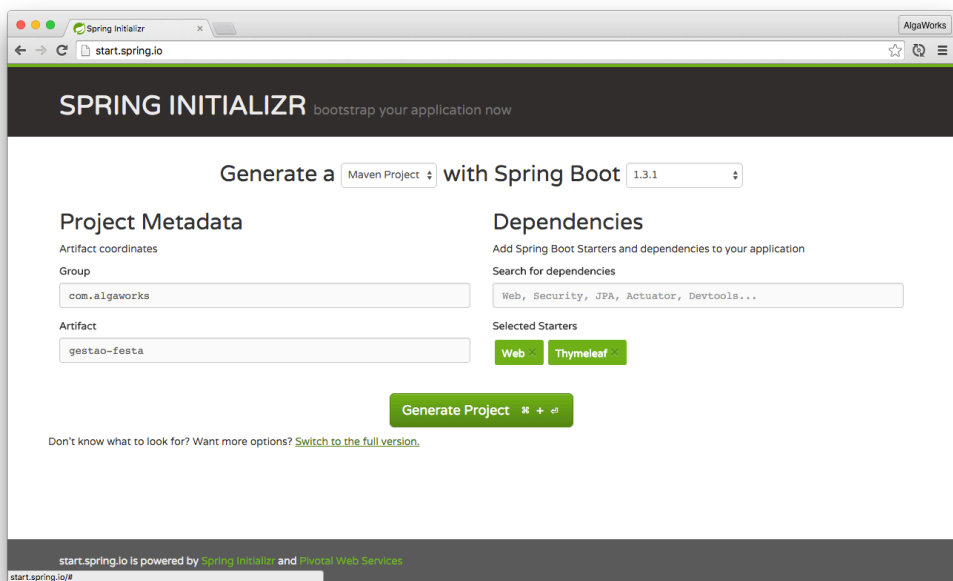 Spring Initializr
AlgaWorks
start.spring.io
SPRING INITIALIZR bootstrap your application now
Generate a Maven Project with Spring Boot 1.3.1
Project Metadata
Artifact coordinates
Group
com.algaworks
Artifact
gestao-festa
Dependencies
Add Spring Boot Starters and dependencies to your application
Search for dependencies
Web, Security, JPA, Actuator, Devtools...
Selected Starters
Web × Thymeleaf ×
Generate Project ⌘ + ⏎
Don't know what to look for? Want more options? Switch to the full version.
start.spring.io is powered by Spring Initializr and Pivotal Web Services
start.spring.io/#